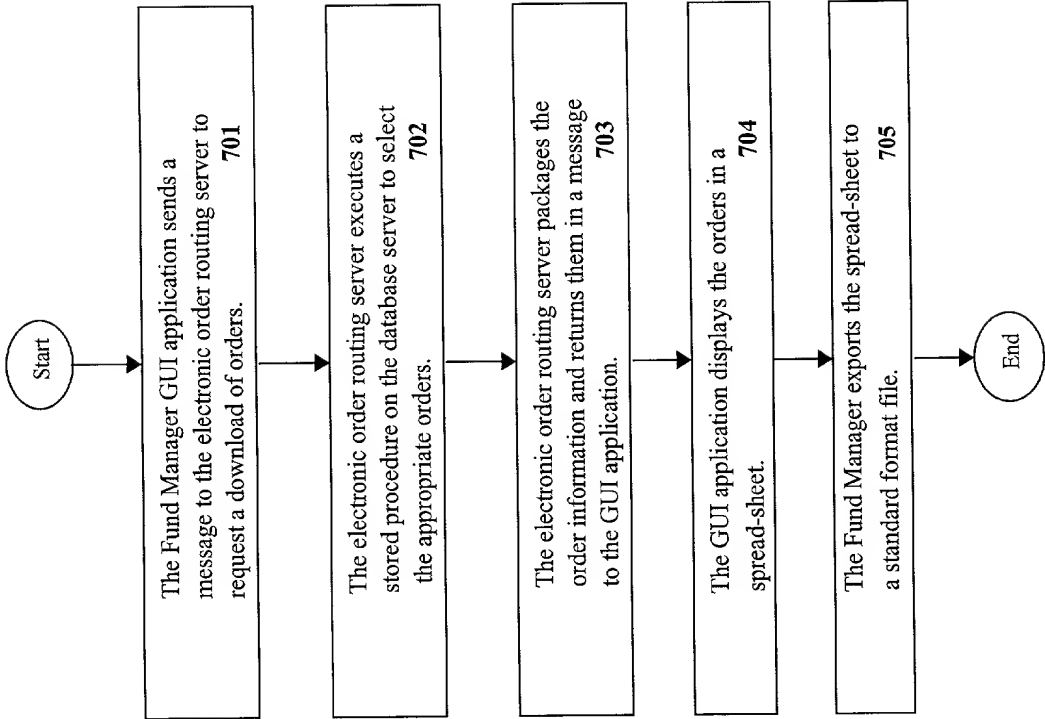 Start
The Fund Manager GUI application sends a
message to the electronic order routing server to
request a download of orders.
701
The electronic order routing server executes a
stored procedure on the database server to select
the appropriate orders.
702
The electronic order routing server packages the
order information and returns them in a message
to the GUI application.
703
The GUI application displays the orders in a
spread-sheet.
704
The Fund Manager exports the spread-sheet to
a standard format file.
705
End